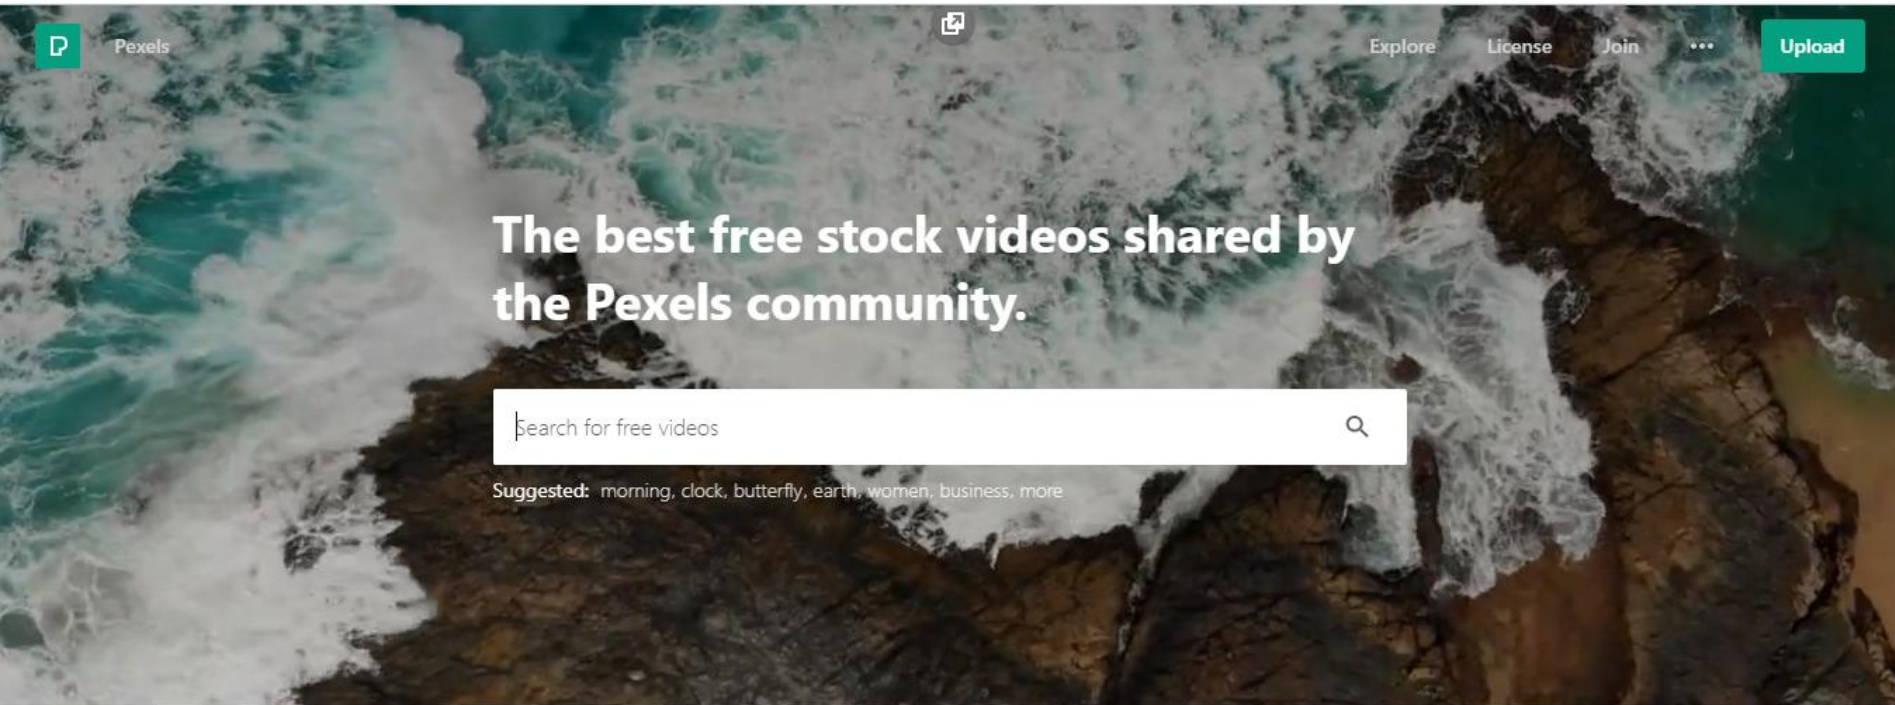 Pexels
Explore License Join ••• Upload
The best free stock videos shared by
the Pexels community.
Search for free videos
Suggested: morning, clock, butterfly, earth, women, business, more